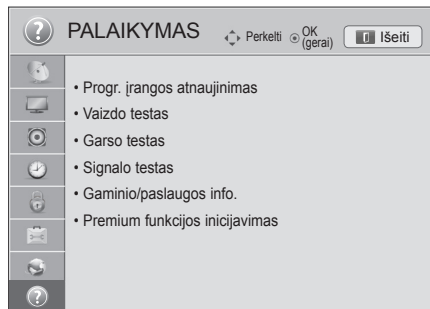 PALAIKYMAS
Perkelti
OK
(gerai)
Išeiti
• Progr. įrangos atnaujinimas
• Vaizdo testas
• Garso testas
• Signalo testas
• Gaminio/paslaugos info.
• Premium funkcijos inicijavimas